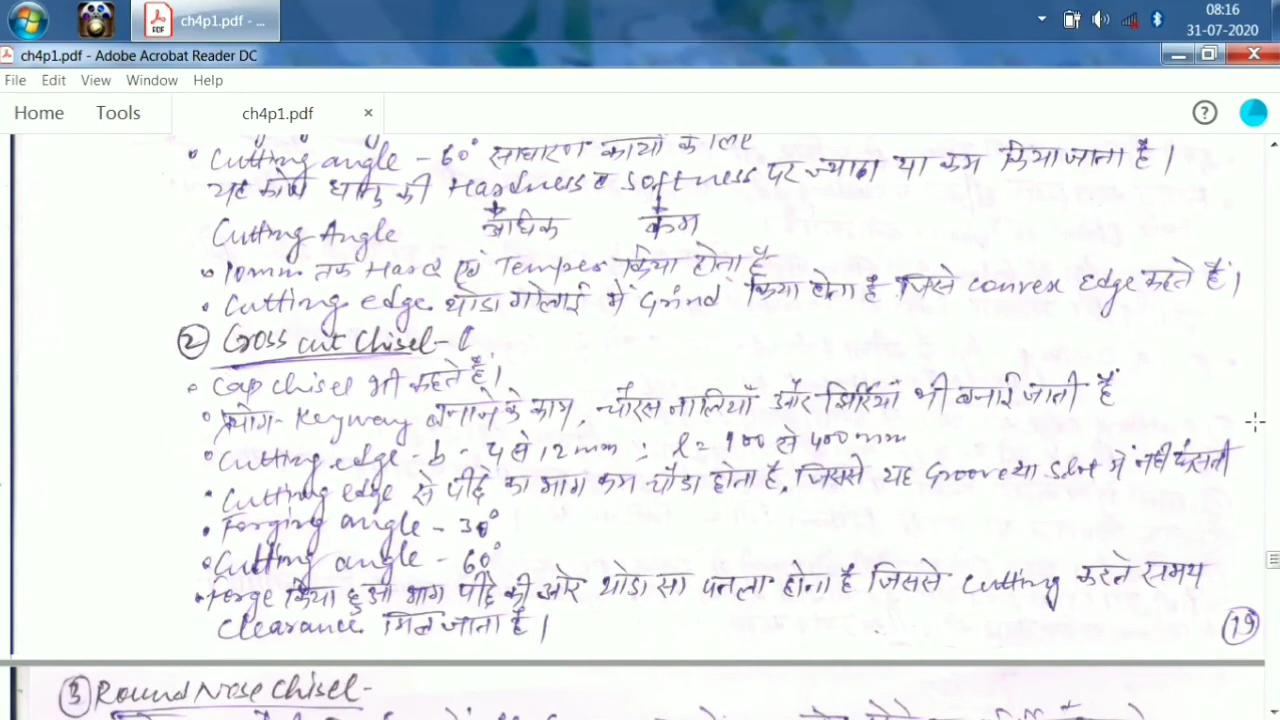 08:16
ch4p1.pdf - ...
31-07-2020
ch4p1.pdf - Adobe Acrobat Reader DC
File Edit View Window Help
Home Tools ch4p1.pdf ×
• Cutting angle - 60° साधारण कार्यो के लिए
यह कोण धातु की Hardness व Softness पर ज्यादा या कम किया जाता है।
Cutting Angle अधिक कम
• 10mm तक Hard एवं Temper किया होता है
• Cutting edge थोडा गोलाई में Grind किया होता है जिसे convex Edge कहते हैं।
② Cross cut Chisel-
• Cap chisel भी कहते हैं।
• प्रयोग- Keyway बनाने के काम, चौरस नालियाँ और झिर्रियाँ भी बनाई जाती हैं
• Cutting edge - b - 4 से 12 mm : l = 100 से 400 mm
• Cutting edge से पीछे का भाग कम चौडा होता है, जिससे यह Groove या Slot में नहीं फंसती
• Forging angle - 30°
• Cutting angle - 60°
• Forge किया हुआ भाग पीछे की ओर थोडा सा पतला होता है जिससे cutting करते समय
Clearance मिल जाता है।
19
③ Round Nose Chisel-